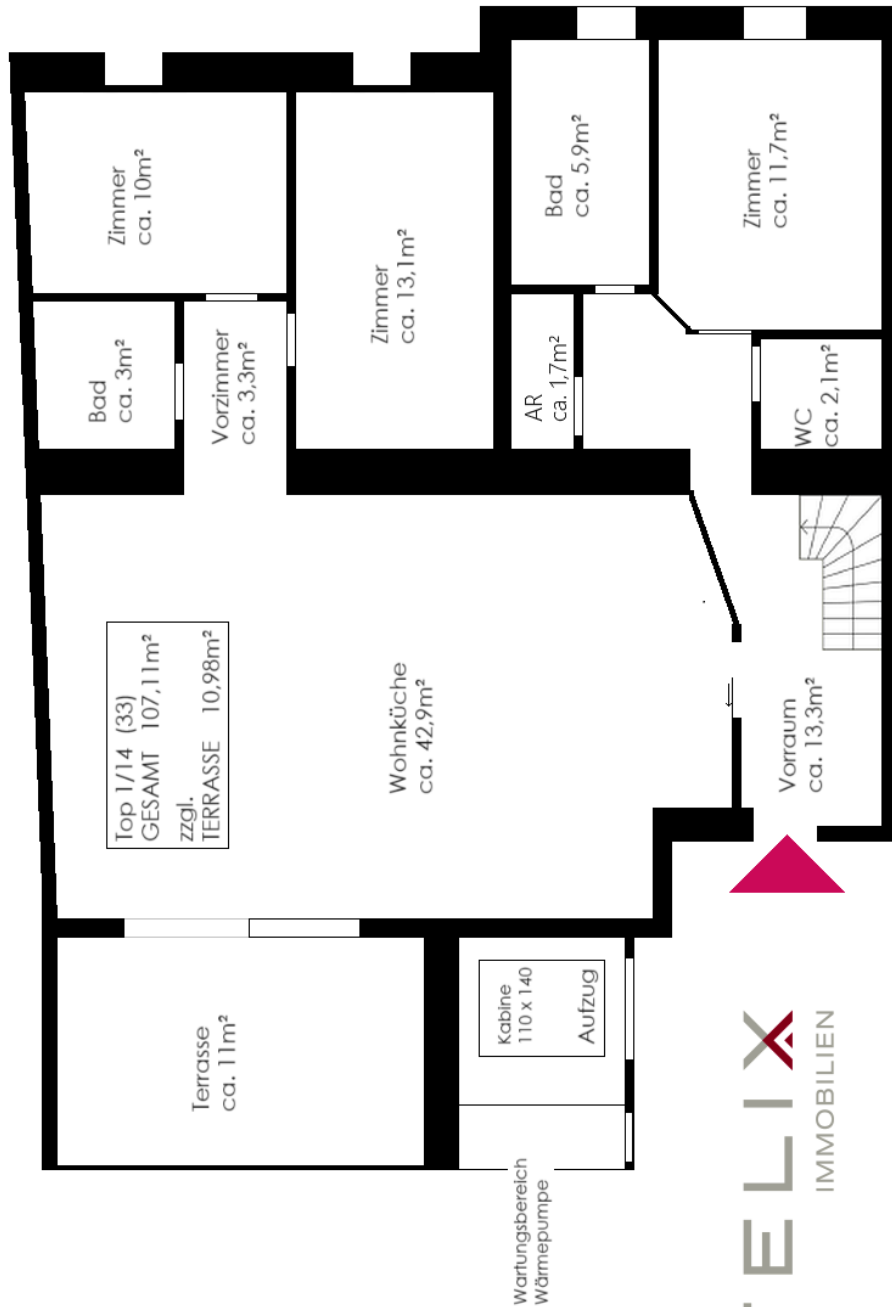 Zimmer
ca. 10m²
Bad
ca. 3m²
Vorzimmer
ca. 3,3m²
Zimmer
ca. 13,1m²
Bad
ca. 5,9m²
Zimmer
ca. 11,7m²
AR
ca. 1,7m²
WC
ca. 2,1m²
Top 1/14 (33)
GESAMT 107,11m²
zzgl.
TERRASSE 10,98m²
Wohnküche
ca. 42,9m²
Vorraum
ca. 13,3m²
Terrasse
ca. 11m²
Kabine
110 x 140
Aufzug
Wartungsbereich
Wärmepumpe
ELIX
IMMOBILIEN